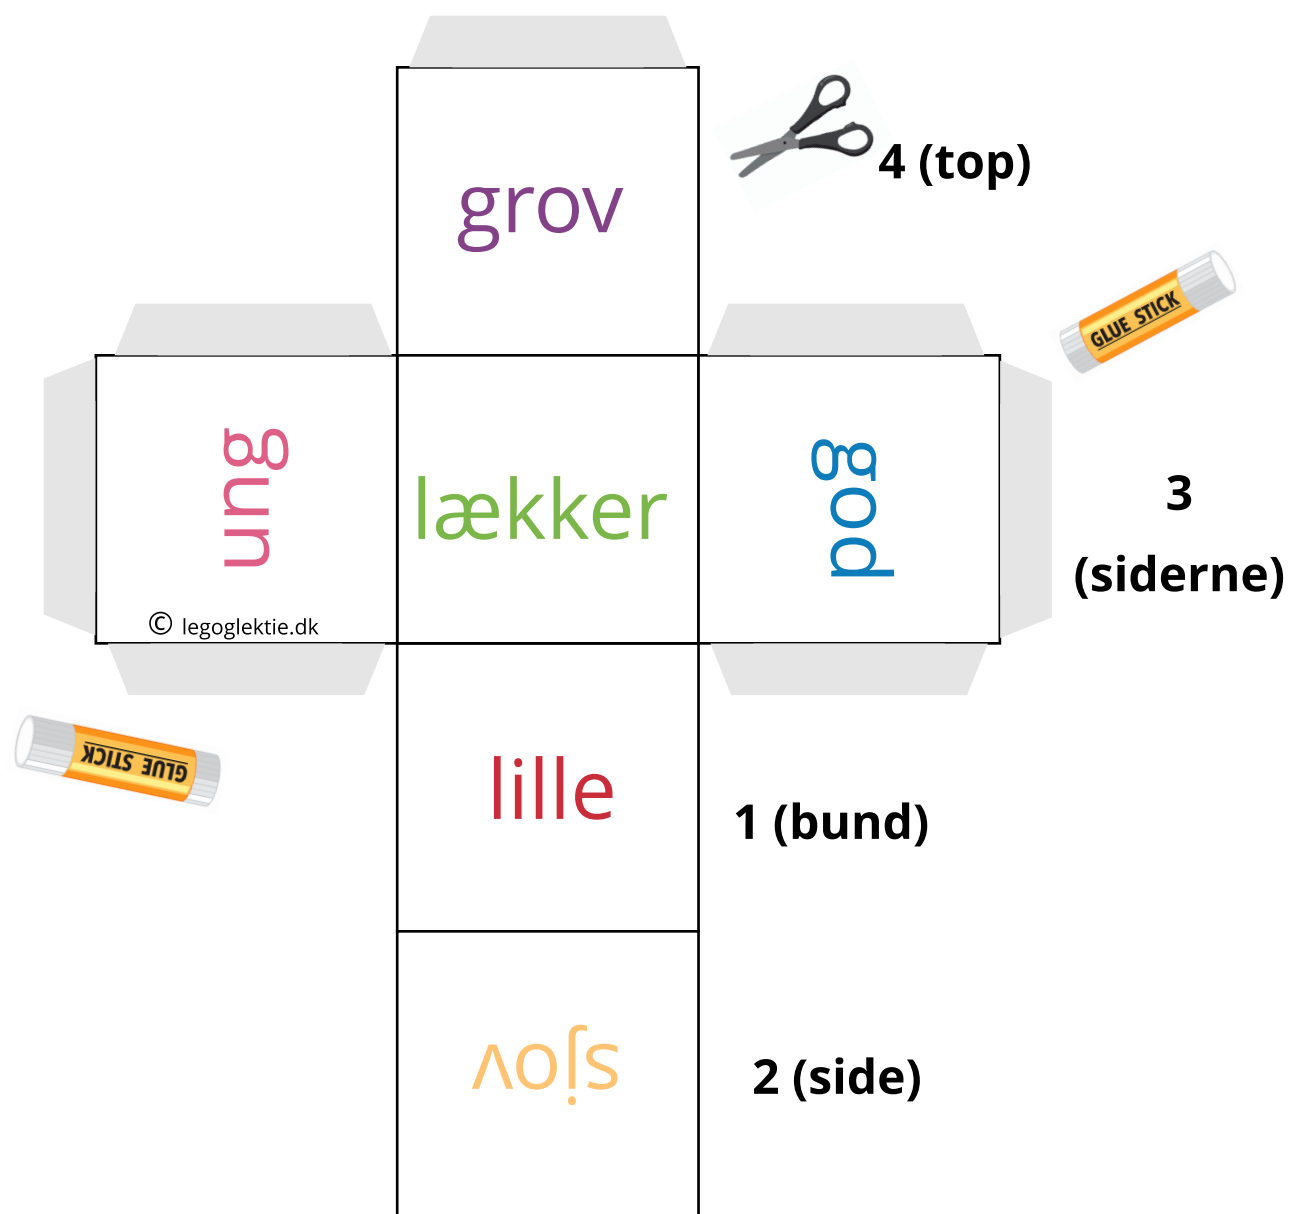 grov
4 (top)
GLUE STICK
ung
lækker
god
3
(siderne)
© legoglektie.dk
GLUE STICK
lille
1 (bund)
sjov
2 (side)